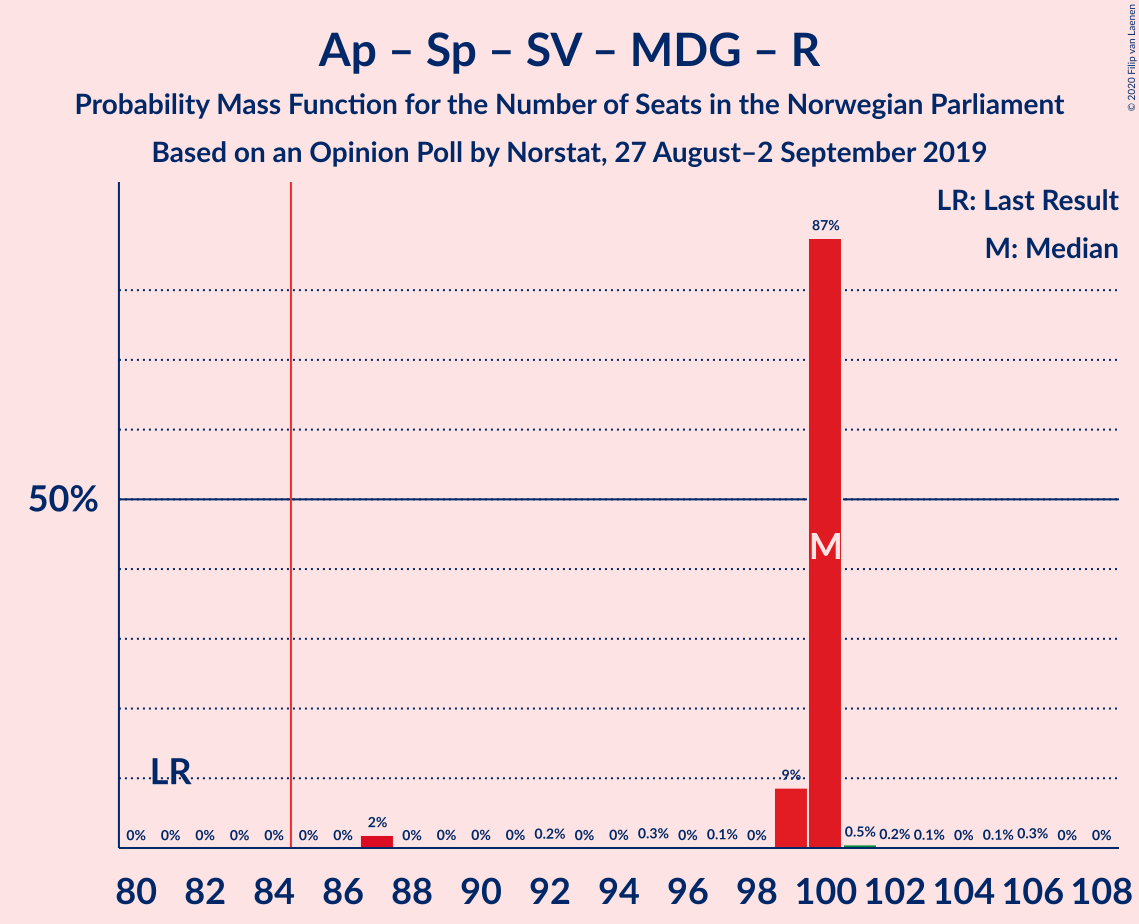 Ap – Sp – SV – MDG – R
Probability Mass Function for the Number of Seats in the Norwegian Parliament
Based on an Opinion Poll by Norstat, 27 August–2 September 2019
© 2020 Filip van Laenen
LR: Last Result
M: Median
87%
50%
M
LR
9%
2%
0% 0% 0% 0% 0% 0% 0% 0% 0% 0% 0% 0.2% 0% 0% 0.3% 0% 0.1% 0% 0.5% 0.2% 0.1% 0% 0.1% 0.3% 0% 0%
80 82 84 86 88 90 92 94 96 98 100 102 104 106 108